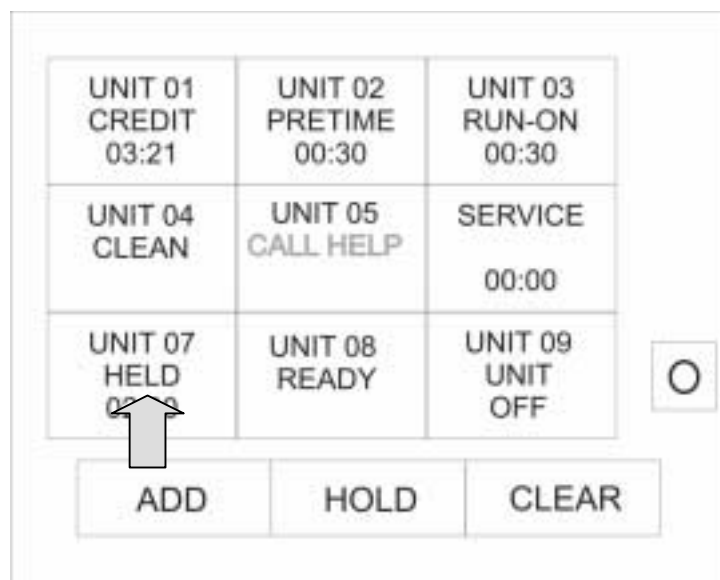 UNIT 01
CREDIT
03:21
UNIT 02
PRETIME
00:30
UNIT 03
RUN-ON
00:30
UNIT 04
CLEAN
UNIT 05
CALL HELP
SERVICE
00:00
UNIT 07
HELD
UNIT 08
READY
UNIT 09
UNIT
OFF
O
ADD
HOLD
CLEAR